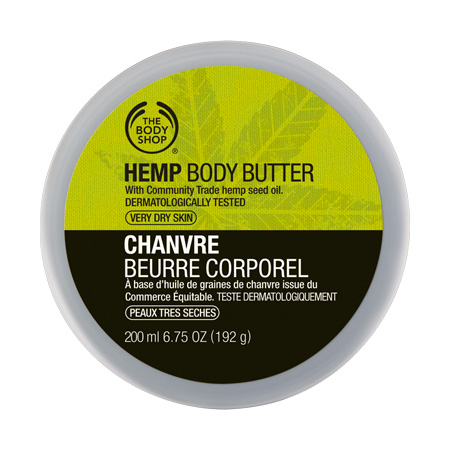 THE
BODY
SHOP®
HEMP BODY BUTTER
With Community Trade hemp seed oil.
DERMATOLOGICALLY TESTED
VERY DRY SKIN
CHANVRE
BEURRE CORPOREL
À base d'huile de graines de chanvre issue du
Commerce Équitable. TESTE DERMATOLOGIQUEMENT
PEAUX TRES SECHES
200 ml 6.75 OZ (192 g)